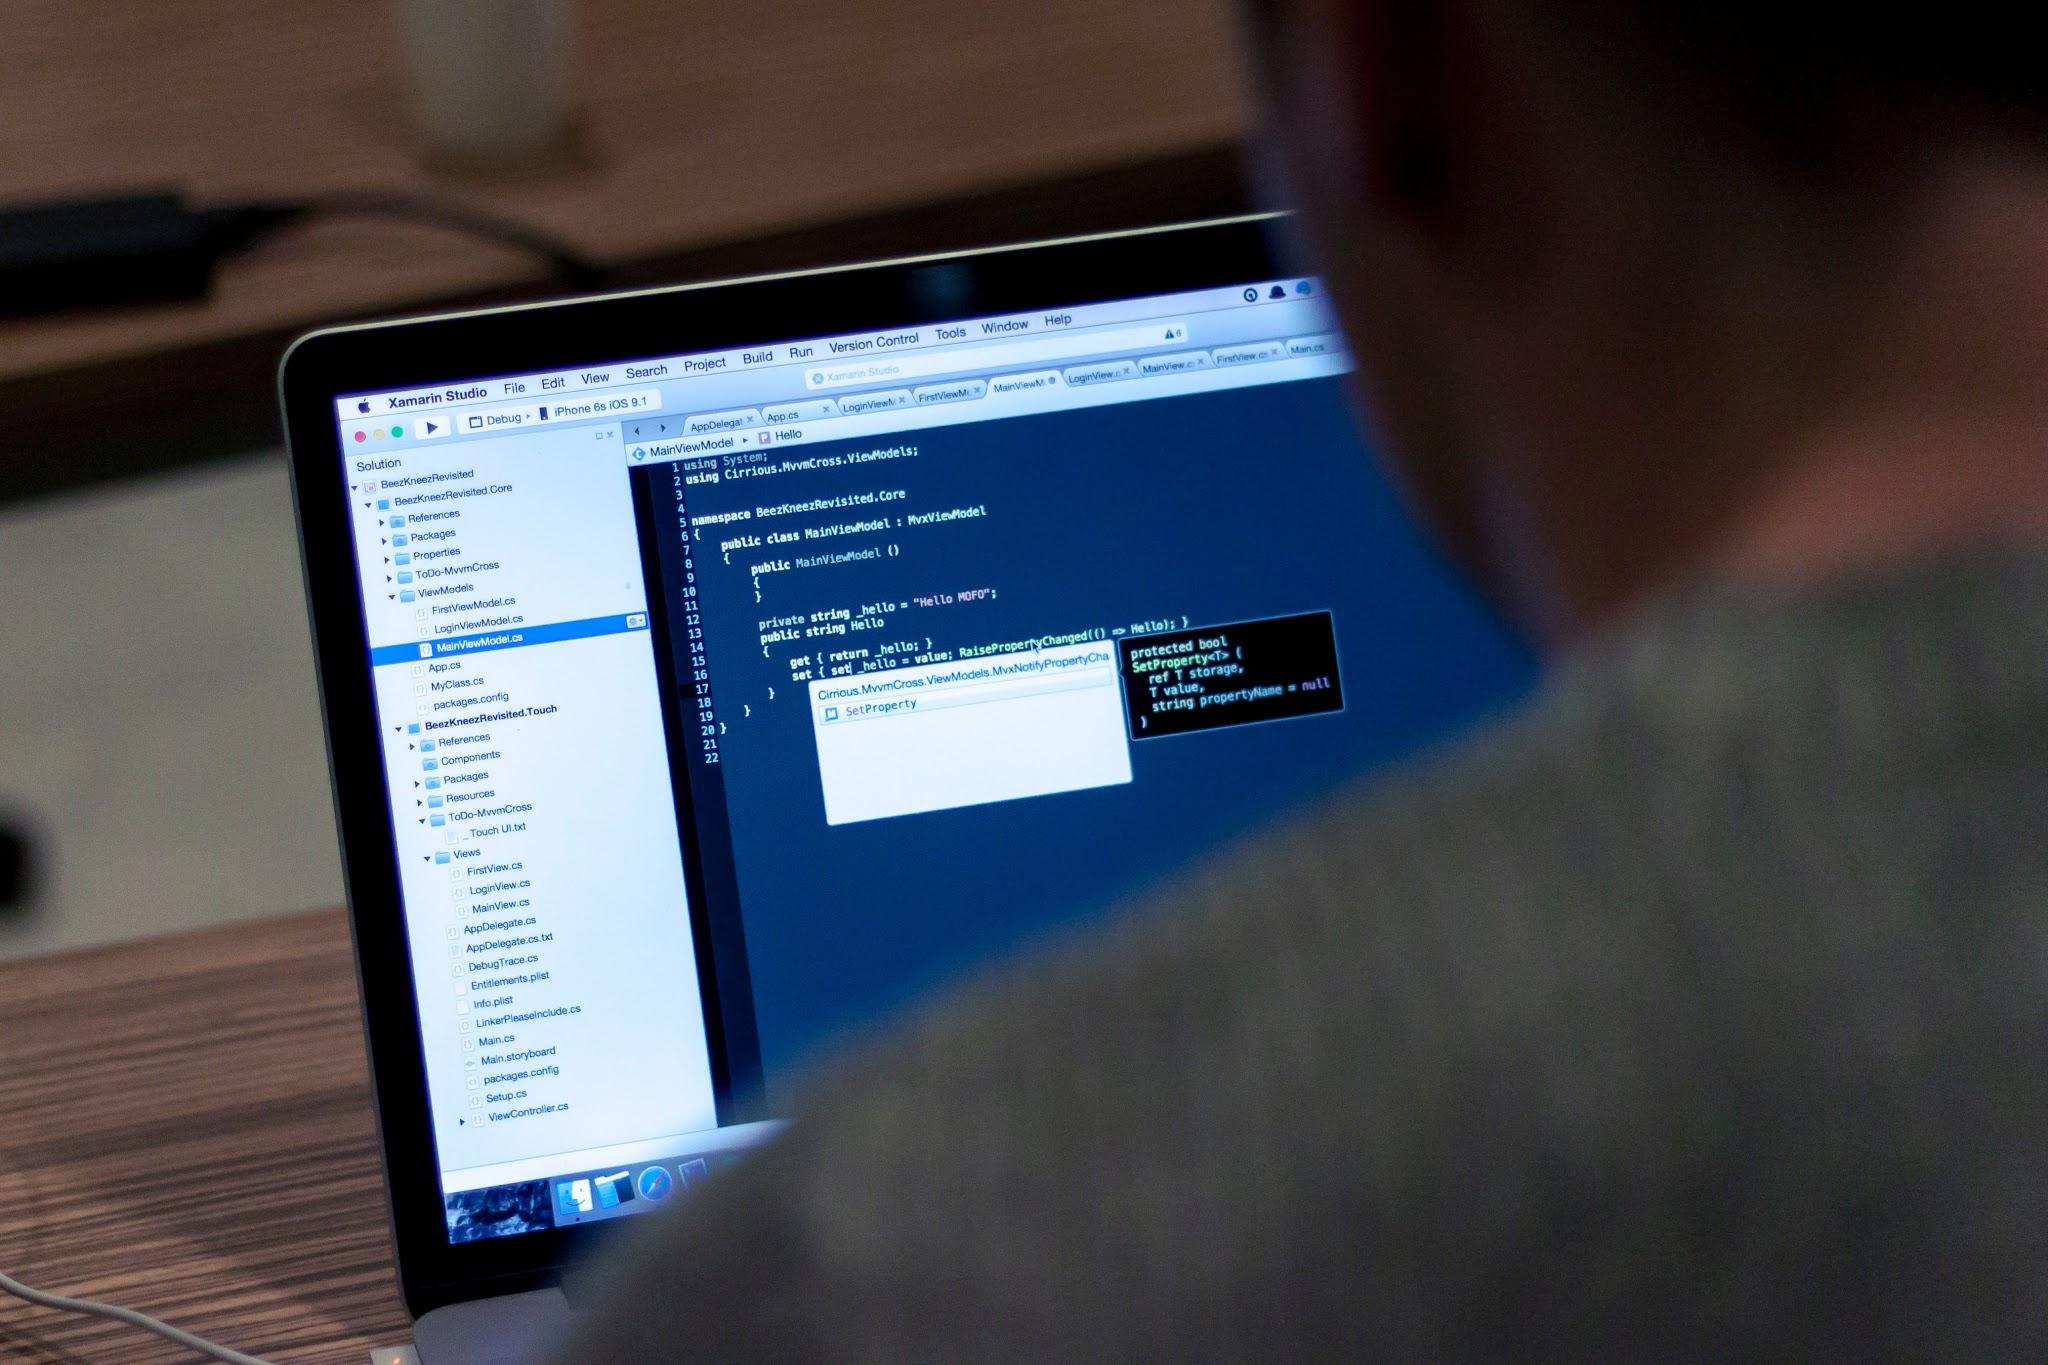 Xamarin Studio File Edit View Search Project Build Run Version Control Tools Window Help
Debug iPhone 6s iOS 9.1
Xamarin Studio
6
AppDelegat App.cs LoginViewM FirstViewMo MainViewM LoginView.c MainView.c FirstView.cs Main.cs
MainViewModel Hello
Solution
BeezKneezRevisited
BeezKneezRevisited.Core
References
Packages
Properties
ToDo-MvvmCross
ViewModels
FirstViewModel.cs
LoginViewModel.cs
MainViewModel.cs
App.cs
MyClass.cs
packages.config
BeezKneezRevisited.Touch
References
Components
Packages
Resources
ToDo-MvvmCross
_ Touch UI.txt
Views
FirstView.cs
LoginView.cs
MainView.cs
AppDelegate.cs
AppDelegate.cs.txt
DebugTrace.cs
Entitlements.plist
Info.plist
LinkerPleaseInclude.cs
Main.cs
Main.storyboard
packages.config
Setup.cs
ViewController.cs
1 using System;
2 using Cirrious.MvvmCross.ViewModels;
3
4
5 namespace BeezKneezRevisited.Core
6 {
7 public class MainViewModel : MvxViewModel
8 {
9 public MainViewModel ()
10 {
11 }
12
13 private string _hello = "Hello MOFO";
14 public string Hello
15 {
16 get { return _hello; }
17 set { set _hello = value; RaisePropertyChanged(() => Hello); }
18 }
19 }
20 }
21
22
Cirrious.MvvmCross.ViewModels.MvxNotifyPropertyCha
SetProperty
protected bool
SetProperty<T> (
ref T storage,
T value,
string propertyName = null
)